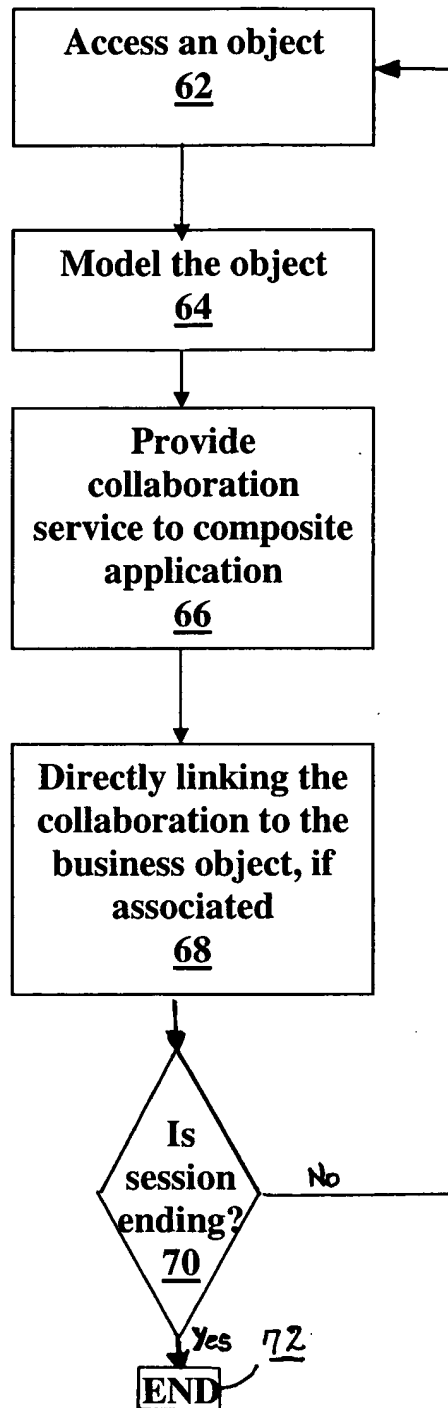 Access an object
62
Model the object
64
Provide
collaboration
service to composite
application
66
Directly linking the
collaboration to the
business object, if
associated
68
Is
session
ending?
70
No
Yes
72
END